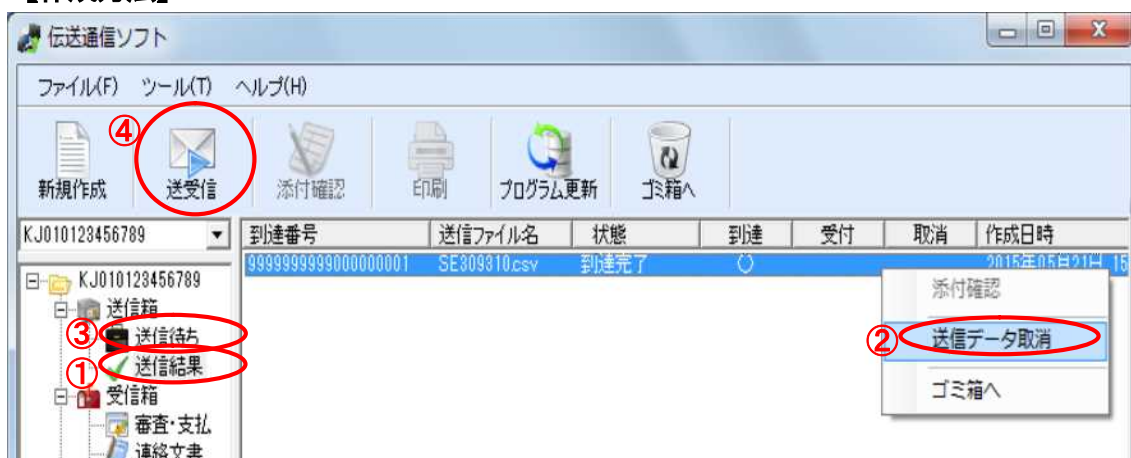 伝送通信ソフト
ファイル(F) ツール(T) ヘルプ(H)
④
新規作成 送受信 添付確認 印刷 プログラム更新 ゴミ箱へ
KJ010123456789
到達番号 送信ファイル名 状態 到達 受付 取消 作成日時
9999999999000000001 SE309310.csv 到達完了 ○ 2015年05月21日 15
KJ010123456789
送信箱
③ 送信待ち
① 送信結果
受信箱
審査・支払
連絡文書
添付確認
② 送信データ取消
ゴミ箱へ